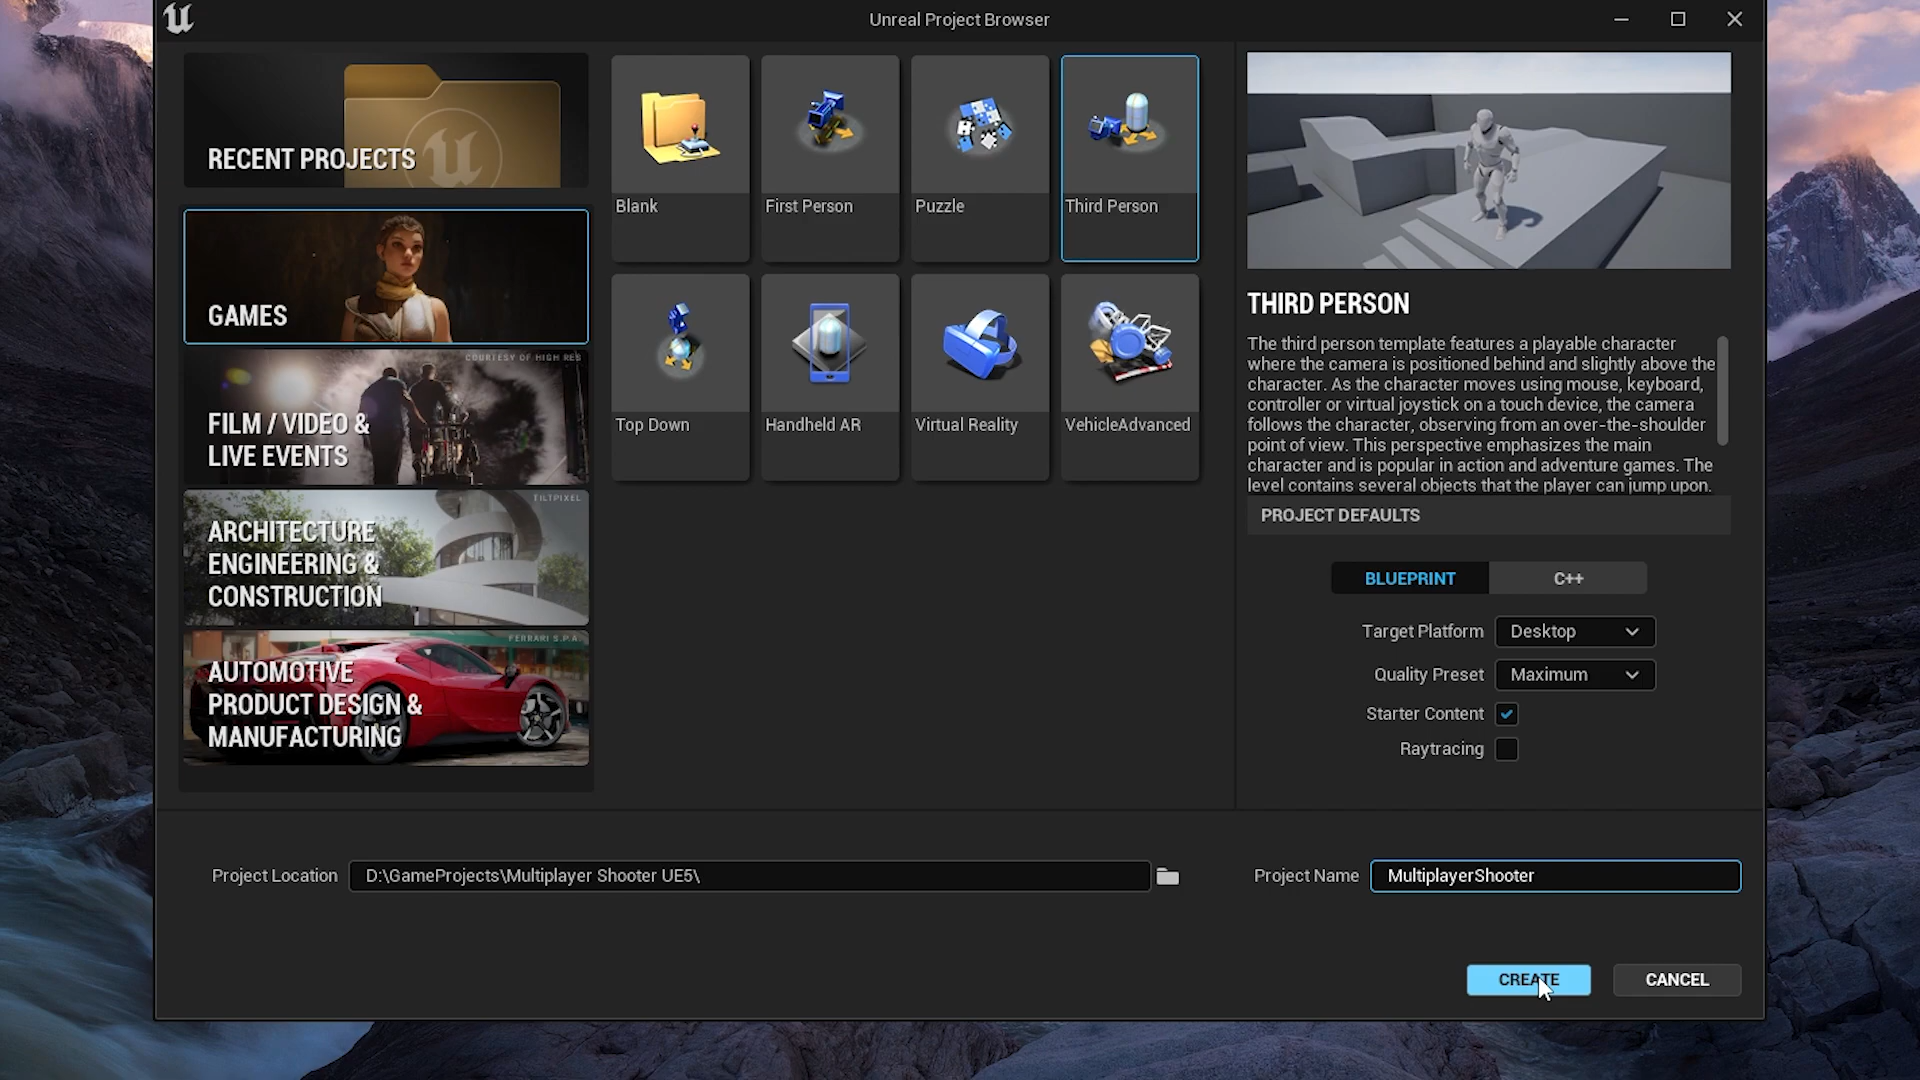 Unreal Project Browser
RECENT PROJECTS
GAMES
COURTESY OF HIGH RES
FILM / VIDEO &
LIVE EVENTS
TILTPIXEL
ARCHITECTURE
ENGINEERING &
CONSTRUCTION
FERRARI S.P.A.
AUTOMOTIVE
PRODUCT DESIGN &
MANUFACTURING
Blank
First Person
Puzzle
Third Person
Top Down
Handheld AR
Virtual Reality
VehicleAdvanced
THIRD PERSON
The third person template features a playable character
where the camera is positioned behind and slightly above the
character. As the character moves using mouse, keyboard,
controller or virtual joystick on a touch device, the camera
follows the character, observing from an over-the-shoulder
point of view. This perspective emphasizes the main
character and is popular in action and adventure games. The
level contains several objects that the player can jump upon.
PROJECT DEFAULTS
BLUEPRINT
C++
Target Platform
Desktop
Quality Preset
Maximum
Starter Content
Raytracing
Project Location
D:\GameProjects\Multiplayer Shooter UE5\
Project Name
MultiplayerShooter
CREATE
CANCEL